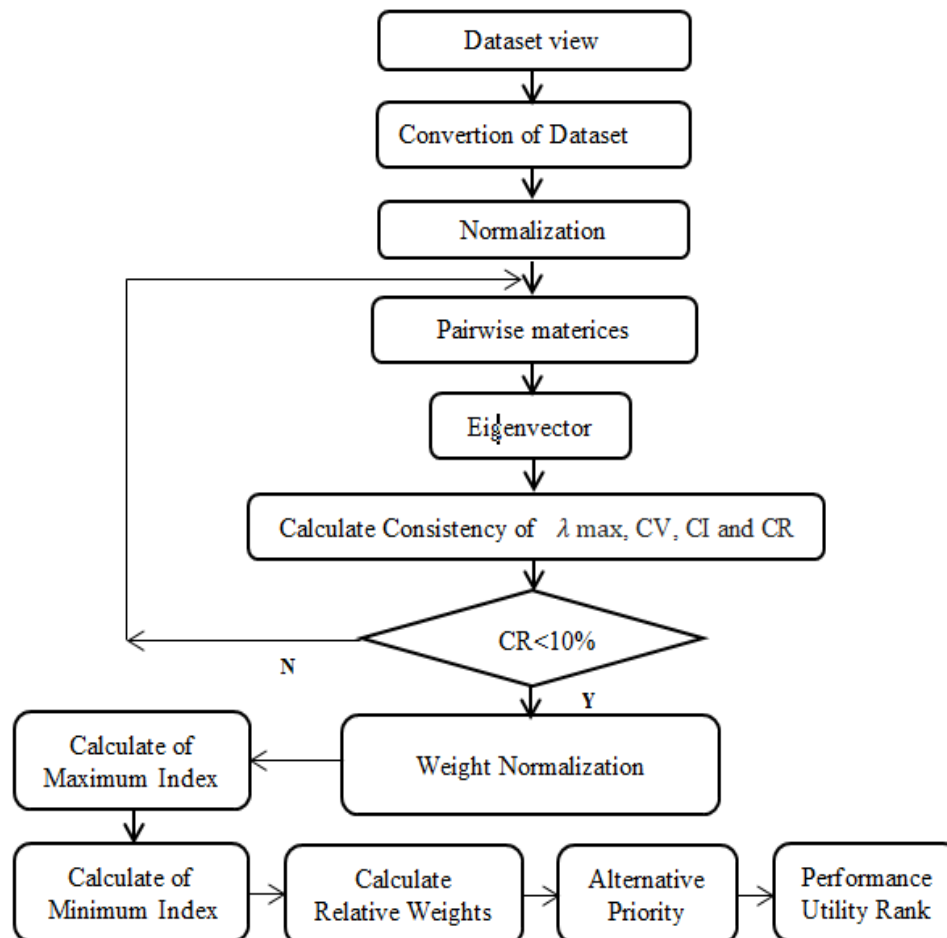 Dataset view
Convertion of Dataset
Normalization
Pairwise materices
Eigenvector
Calculate Consistency of λ max, CV, CI and CR
CR<10%
N
Y
Weight Normalization
Calculate of
Maximum Index
Calculate of
Minimum Index
Calculate
Relative Weights
Alternative
Priority
Performance
Utility Rank